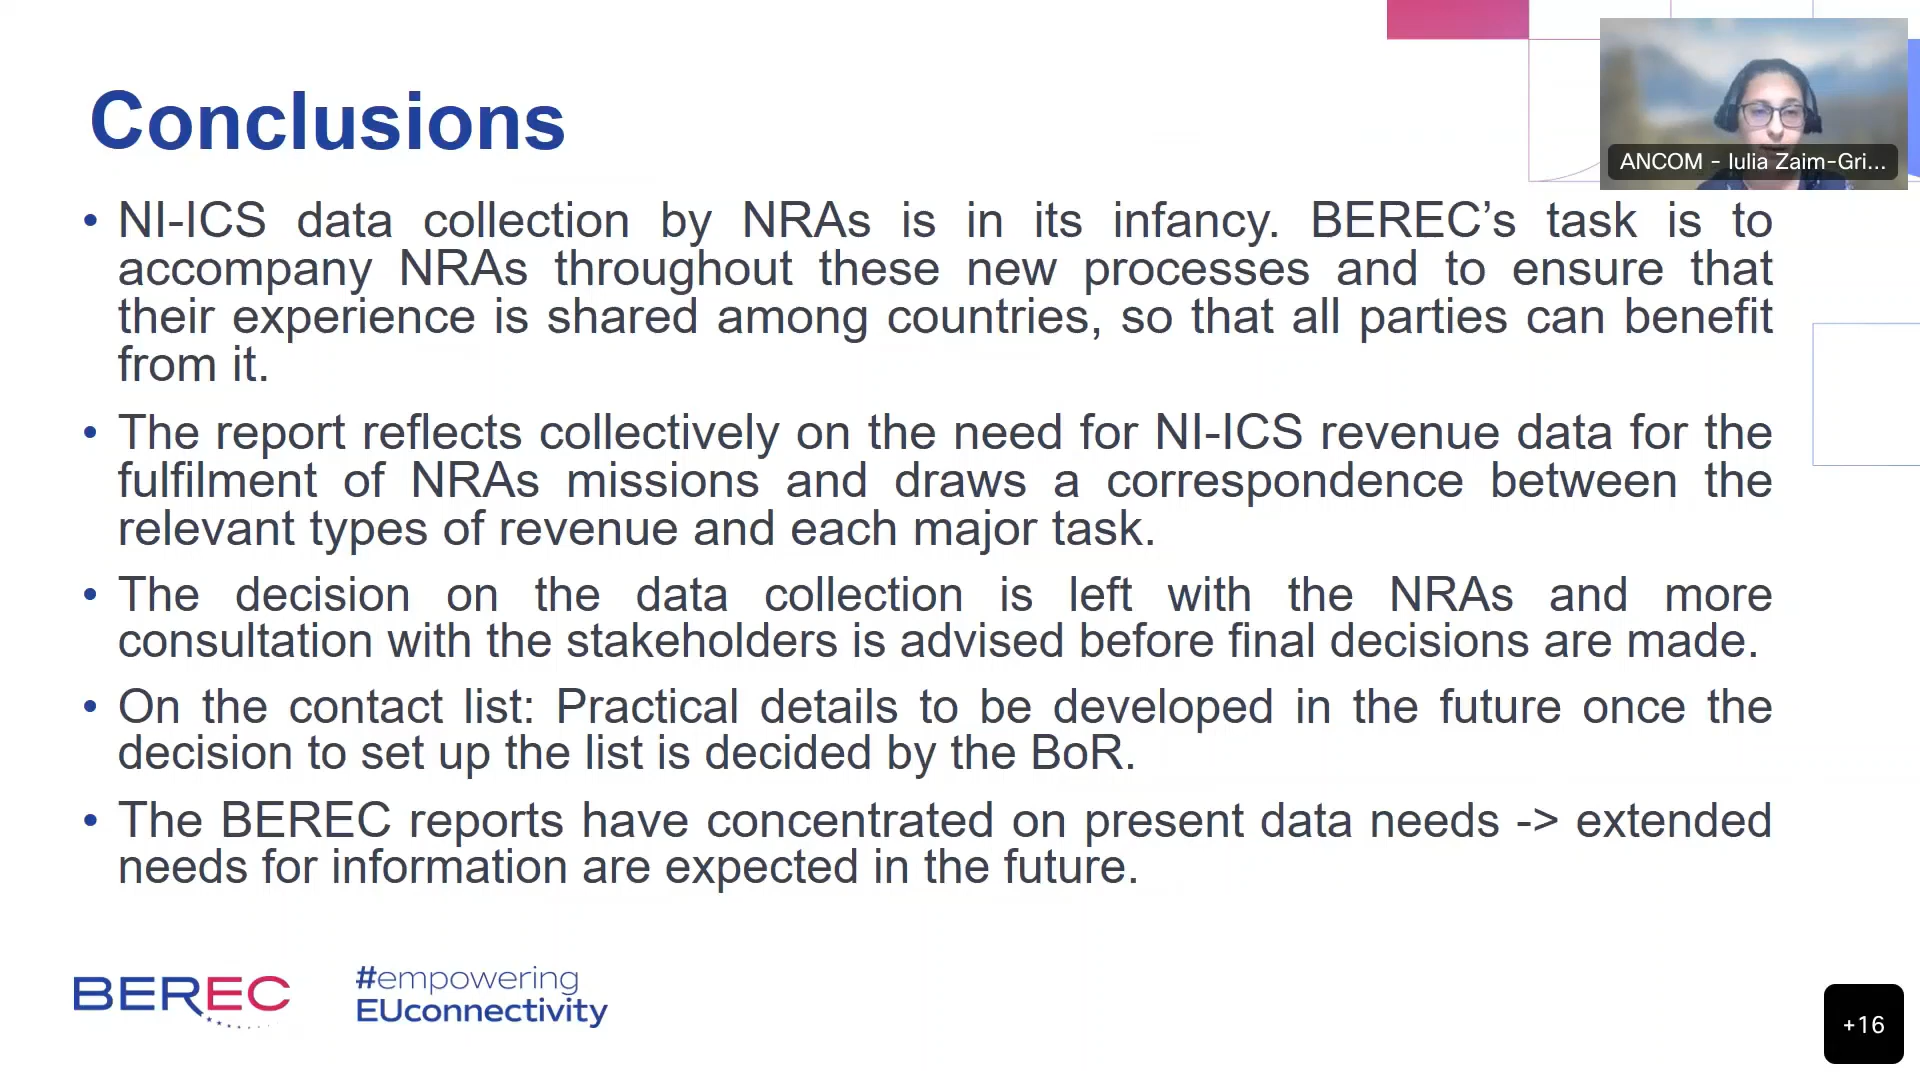 Conclusions
ANCOM - Iulia Zaim-Gri...
• NI-ICS data collection by NRAs is in its infancy. BEREC’s task is to
accompany NRAs throughout these new processes and to ensure that
their experience is shared among countries, so that all parties can benefit
from it.
• The report reflects collectively on the need for NI-ICS revenue data for the
fulfilment of NRAs missions and draws a correspondence between the
relevant types of revenue and each major task.
• The decision on the data collection is left with the NRAs and more
consultation with the stakeholders is advised before final decisions are made.
• On the contact list: Practical details to be developed in the future once the
decision to set up the list is decided by the BoR.
• The BEREC reports have concentrated on present data needs -> extended
needs for information are expected in the future.
BEREC
#empowering
EUconnectivity
+16